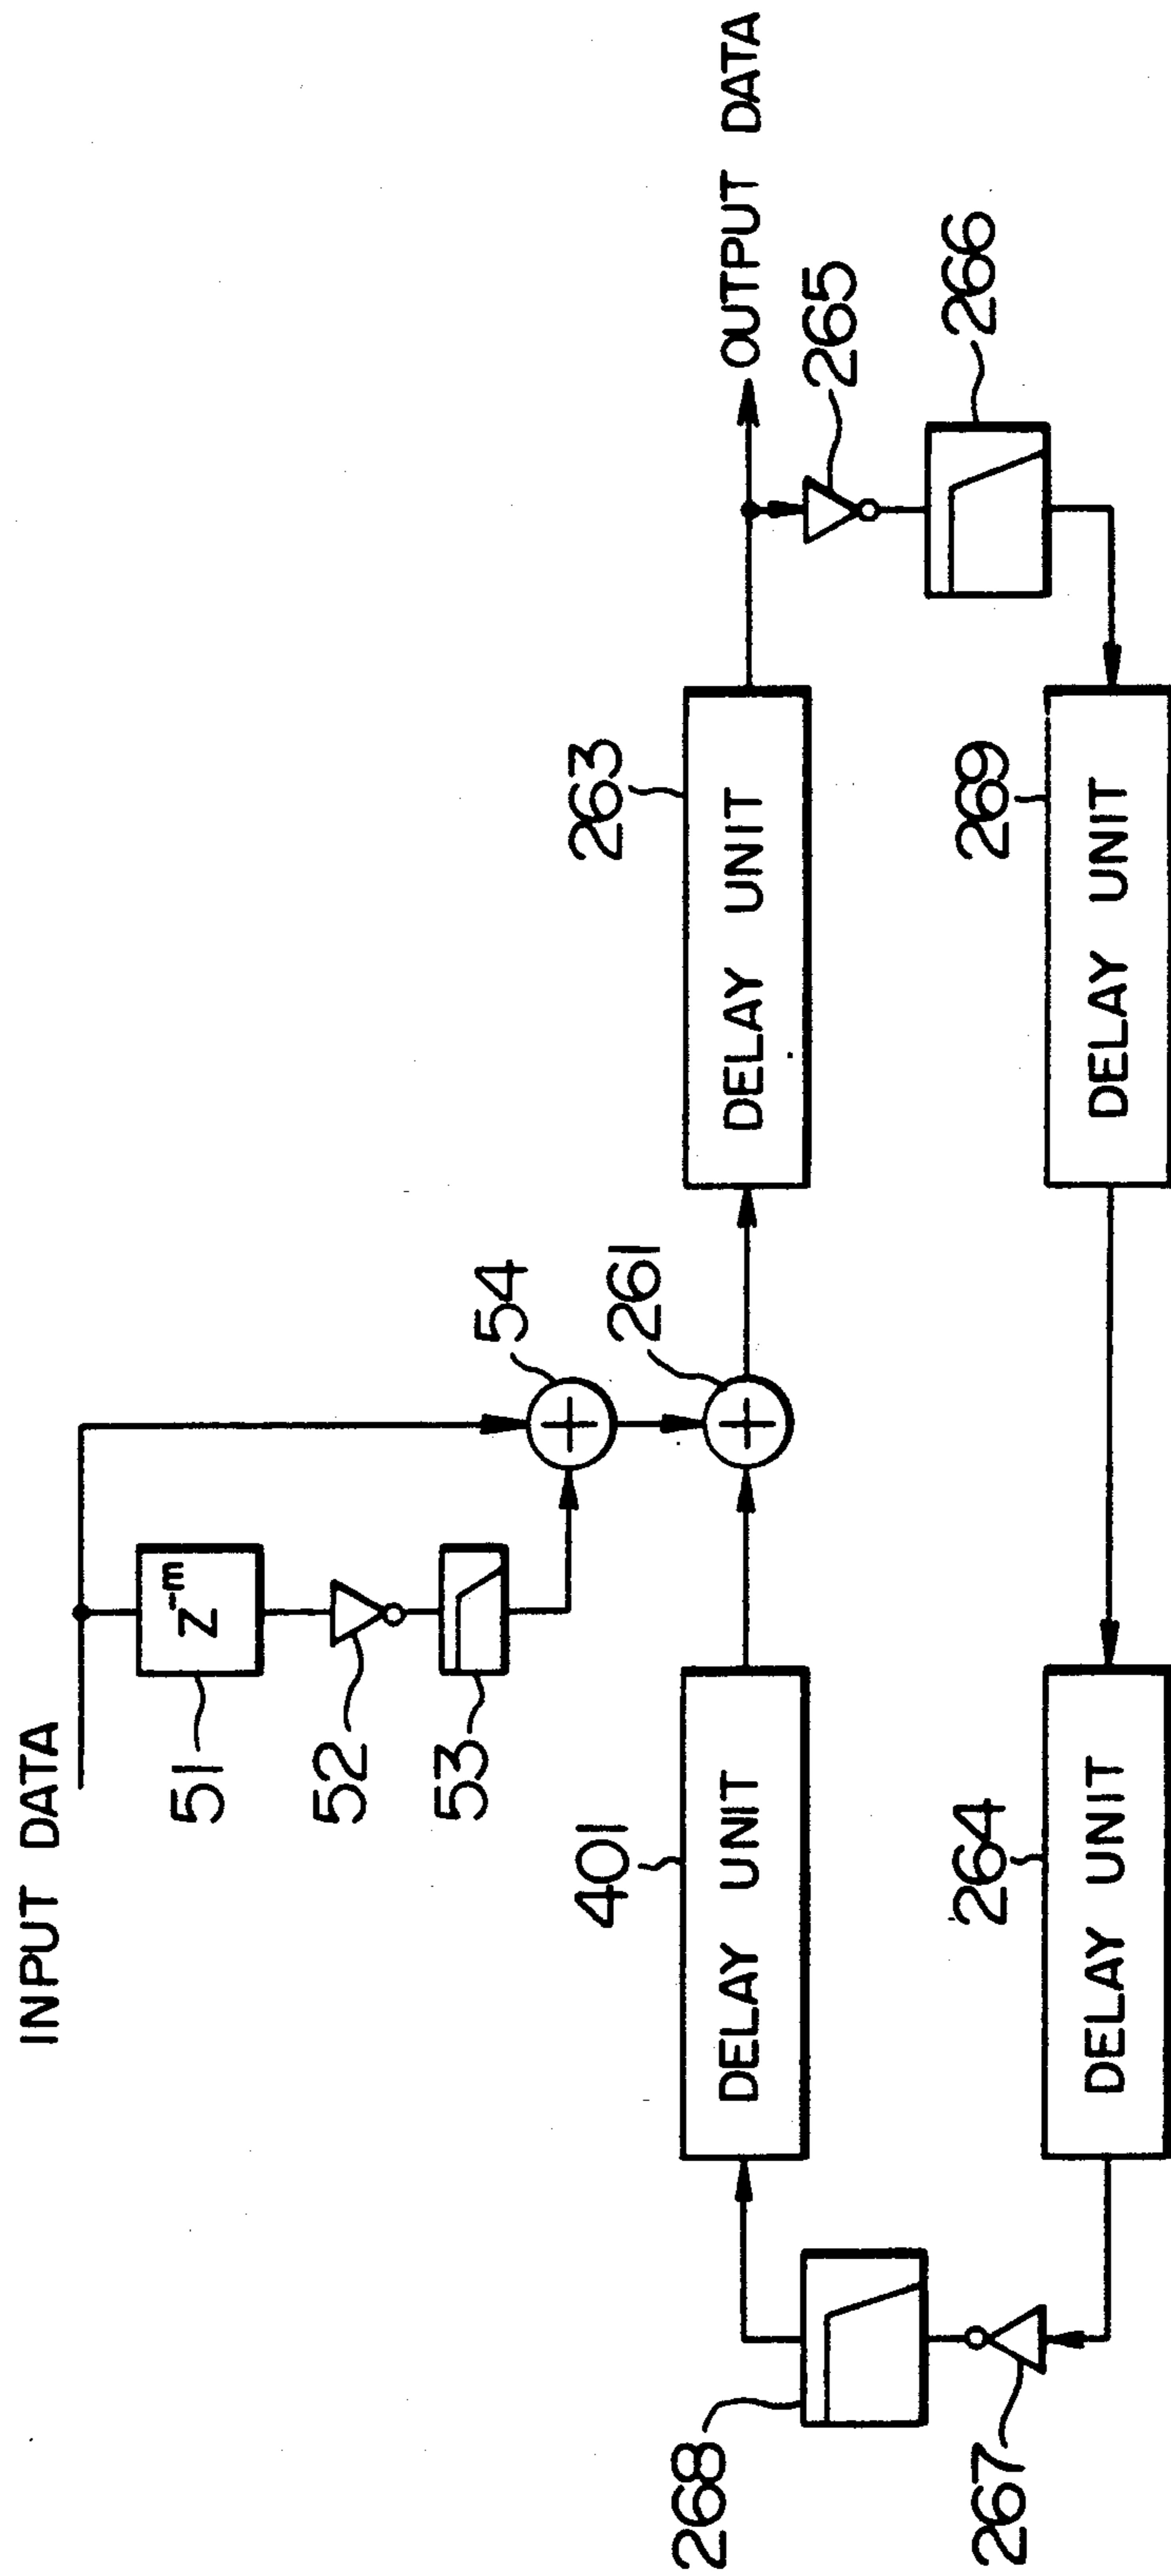 INPUT DATA
51
z^-m
52
53
54
261
401
DELAY UNIT
263
DELAY UNIT
OUTPUT DATA
265
266
268
267
264
DELAY UNIT
269
DELAY UNIT